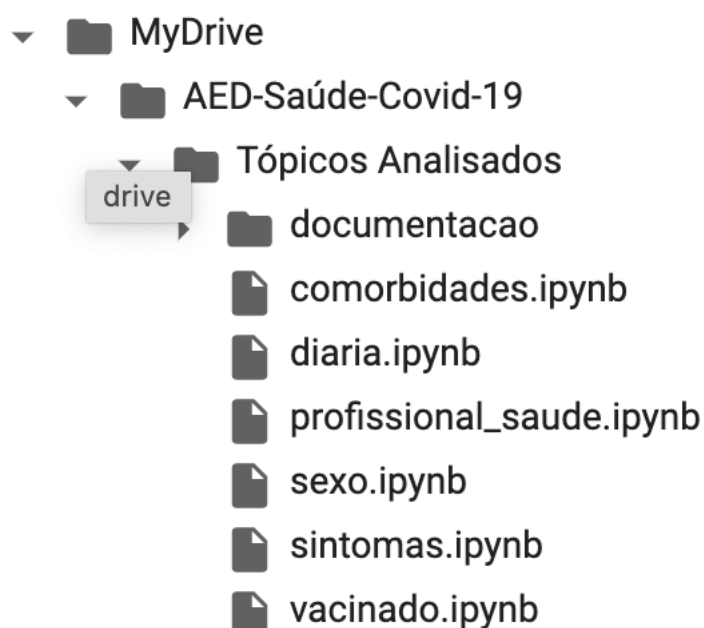 MyDrive
AED-Saúde-Covid-19
Tópicos Analisados
drive
documentacao
comorbidades.ipynb
diaria.ipynb
profissional_saude.ipynb
sexo.ipynb
sintomas.ipynb
vacinado.ipynb